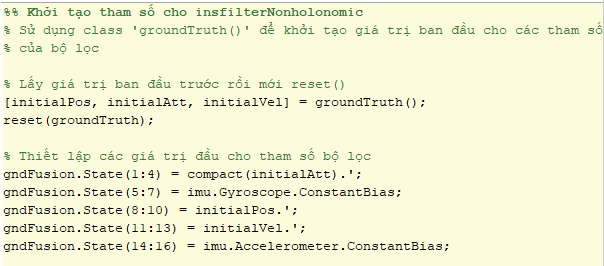 %% Khởi tạo tham số cho insfilterNonholonomic
% Sử dụng class 'groundTruth()' để khởi tạo giá trị ban đầu cho các tham số
% của bộ lọc
% Lấy giá trị ban đầu trước rồi mới reset()
[initialPos, initialAtt, initialVel] = groundTruth();
reset(groundTruth);
% Thiết lập các giá trị đầu cho tham số bộ lọc
gndFusion.State(1:4) = compact(initialAtt).';
gndFusion.State(5:7) = imu.Gyroscope.ConstantBias;
gndFusion.State(8:10) = initialPos.';
gndFusion.State(11:13) = initialVel.';
gndFusion.State(14:16) = imu.Accelerometer.ConstantBias;